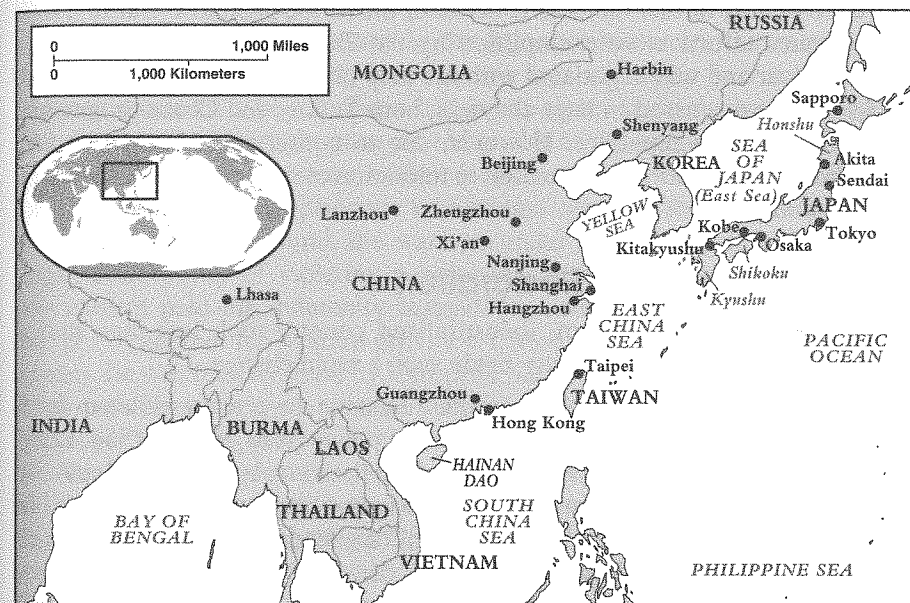 RUSSIA
0 1,000 Miles
0 1,000 Kilometers
MONGOLIA
Harbin
Sapporo
Honshu
Shenyang
SEA
OF
JAPAN
(East Sea)
Beijing
KOREA
Akita
Sendai
JAPAN
Lanzhou
Zhengzhou
YELLOW
SEA
Kobe
Tokyo
Xi'an
Kitakyushu
Osaka
Nanjing
Shikoku
CHINA
Shanghai
Lhasa
Kyushu
Hangzhou
EAST
CHINA
SEA
PACIFIC
OCEAN
Taipei
Guangzhou
TAIWAN
INDIA
BURMA
Hong Kong
LAOS
HAINAN
DAO
THAILAND
SOUTH
CHINA
SEA
BAY OF
BENGAL
VIETNAM
PHILIPPINE SEA